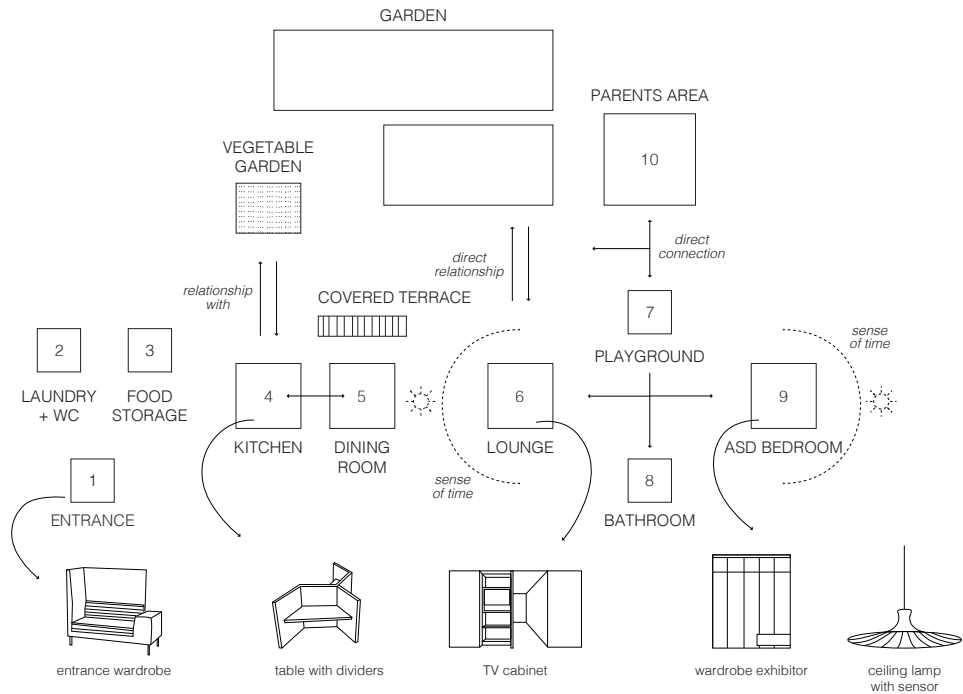 GARDEN
PARENTS AREA
10
VEGETABLE
GARDEN
direct
connection
direct
relationship
relationship
with
COVERED TERRACE
7
PLAYGROUND
sense
of time
2
LAUNDRY
+ WC
3
FOOD
STORAGE
4
KITCHEN
5
DINING
ROOM
6
LOUNGE
9
ASD BEDROOM
sense
of time
1
ENTRANCE
8
BATHROOM
entrance wardrobe
table with dividers
TV cabinet
wardrobe exhibitor
ceiling lamp
with sensor